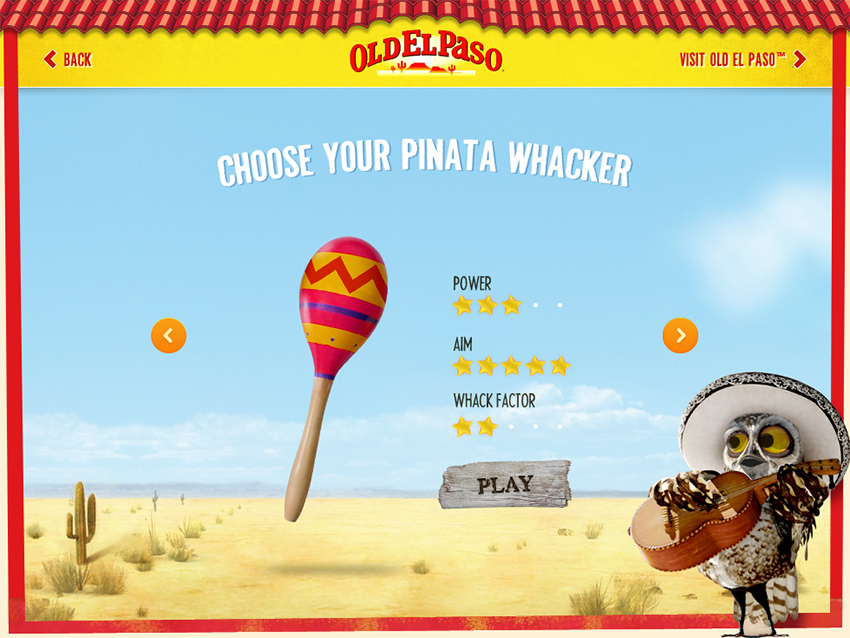 BACK
OLD EL PASO
VISIT OLD EL PASO™
CHOOSE YOUR PINATA WHACKER
POWER
AIM
WHACK FACTOR
PLAY